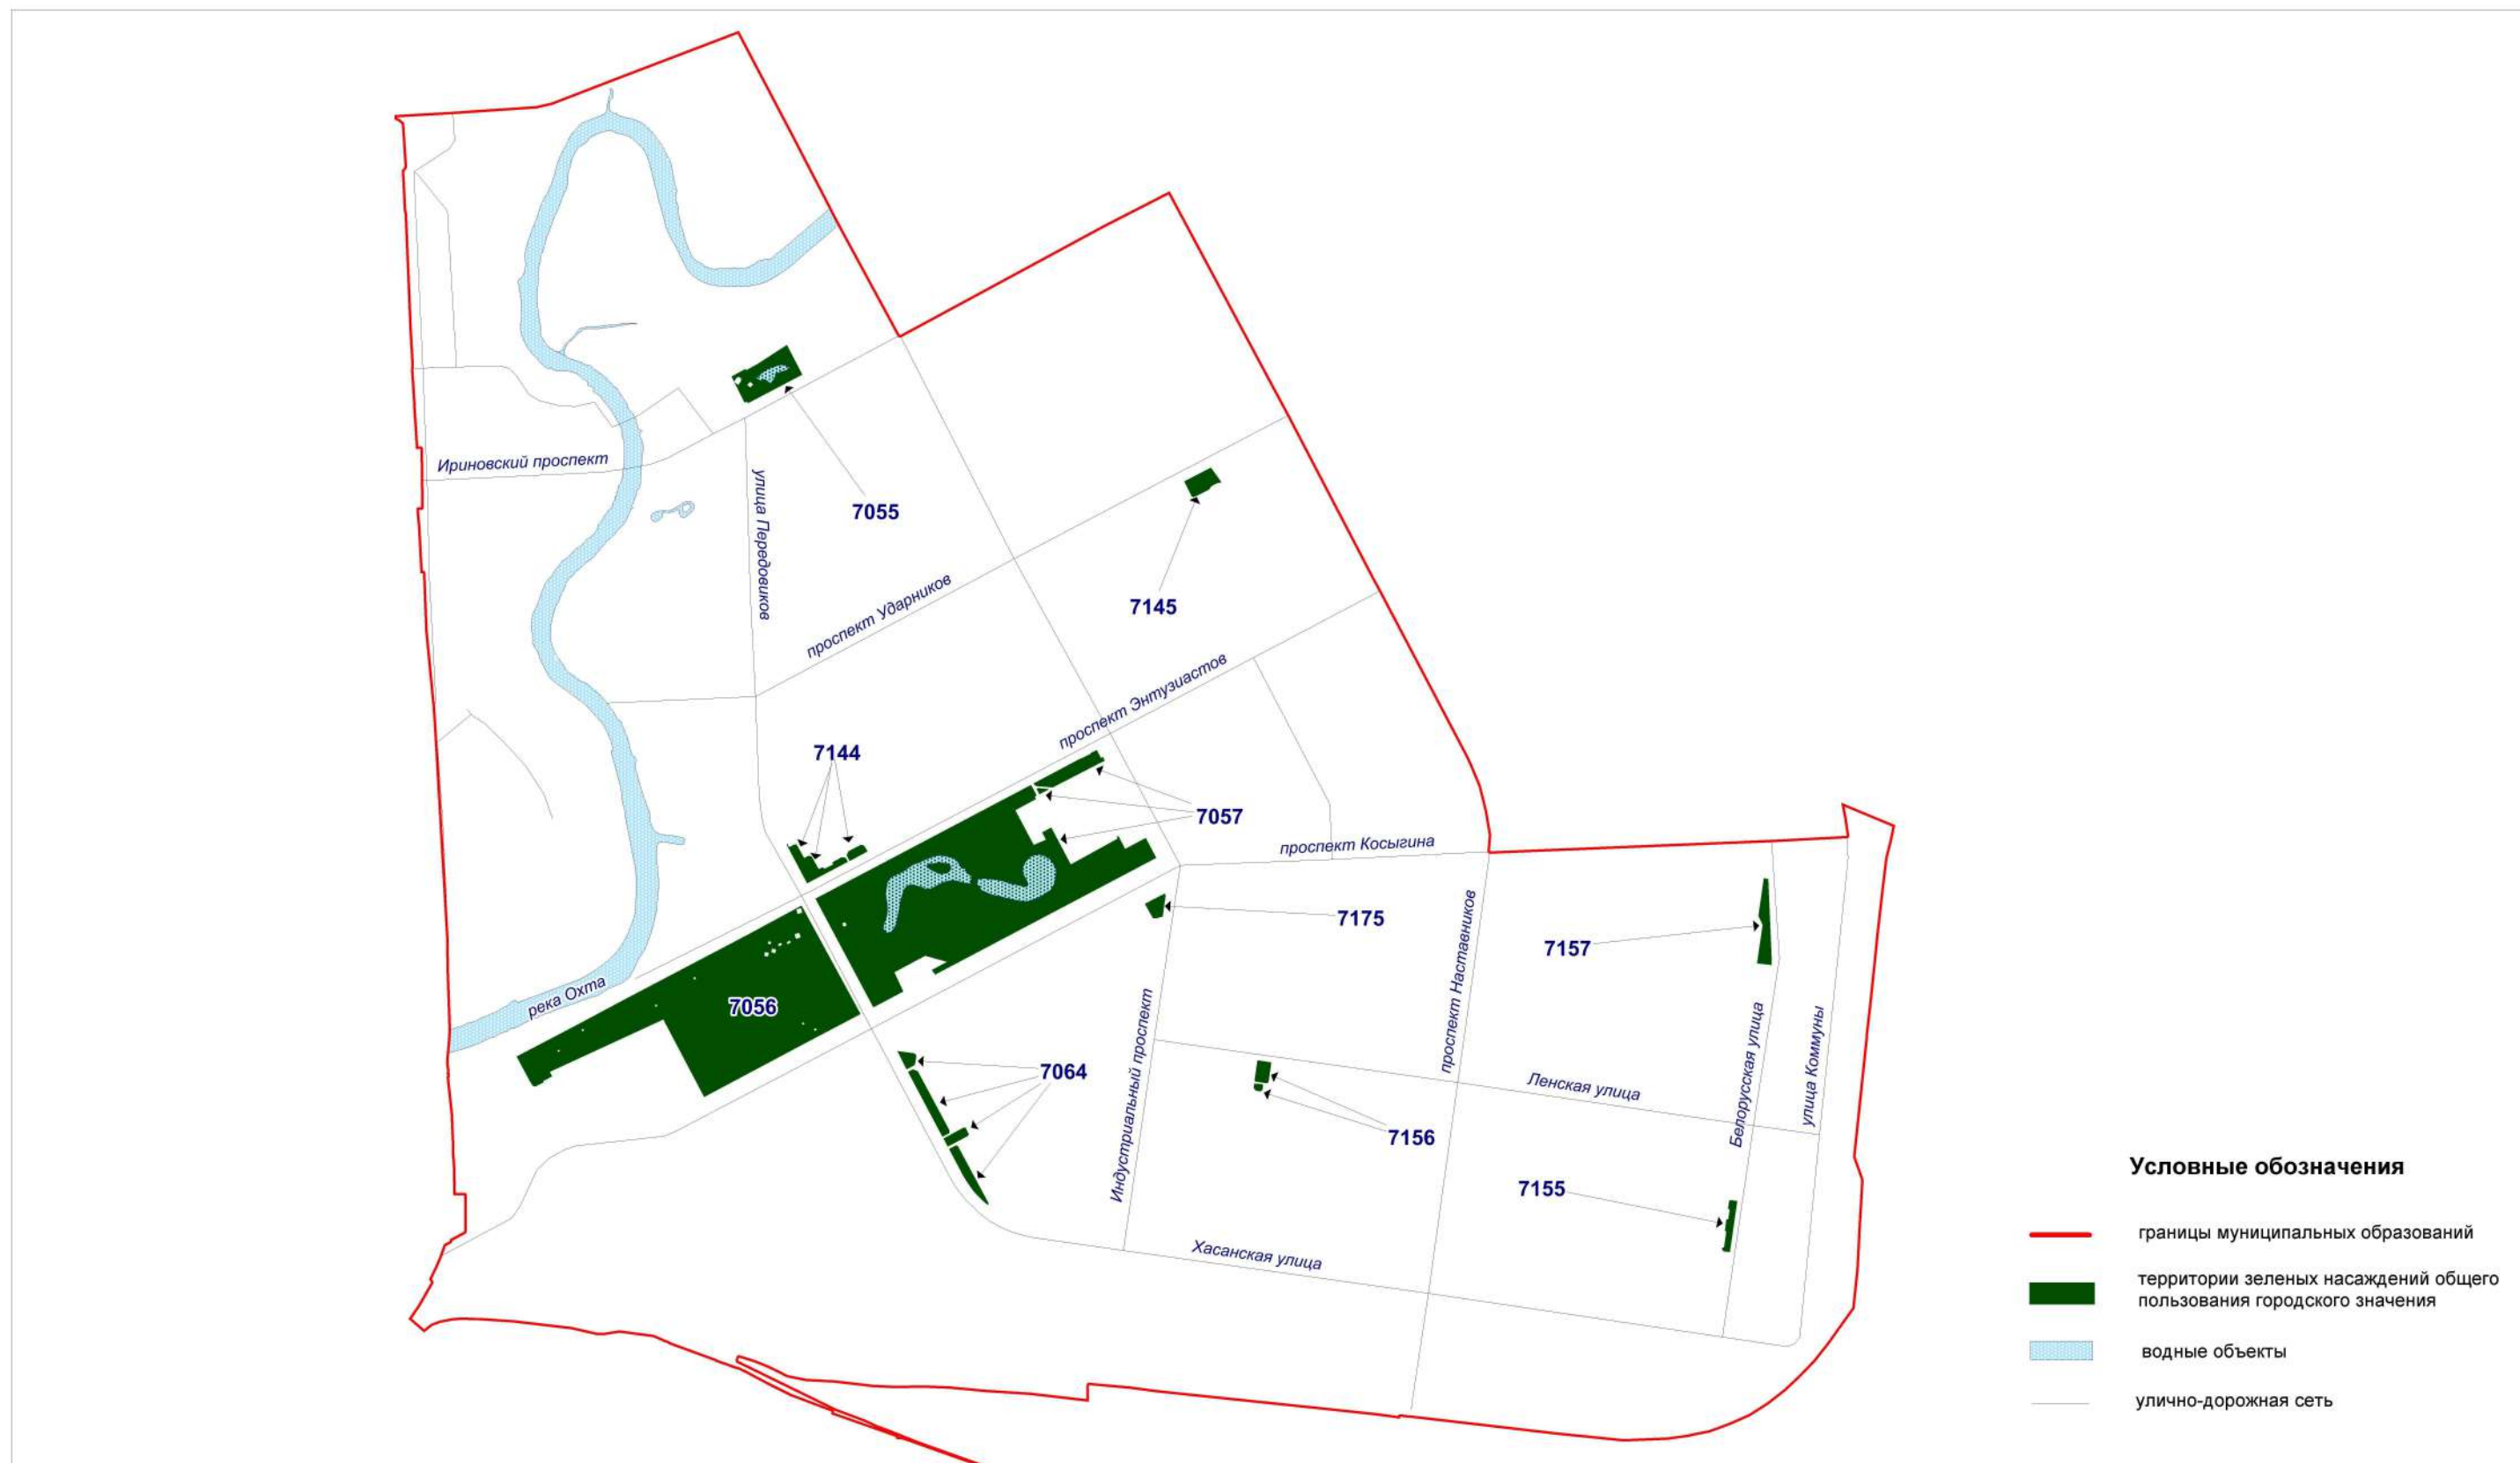 Ириновский проспект
улица Передовиков
7055
проспект Ударников
7145
проспект Энтузиастов
7144
7057
проспект Косыгина
7175
проспект Наставников
7157
река Охта
7056
Индустриальный проспект
7064
Белорусская улица
улица Коммуны
Ленская улица
7156
7155
Хасанская улица
Условные обозначения
границы муниципальных образований
территории зеленых насаждений общего
пользования городского значения
водные объекты
улично-дорожная сеть